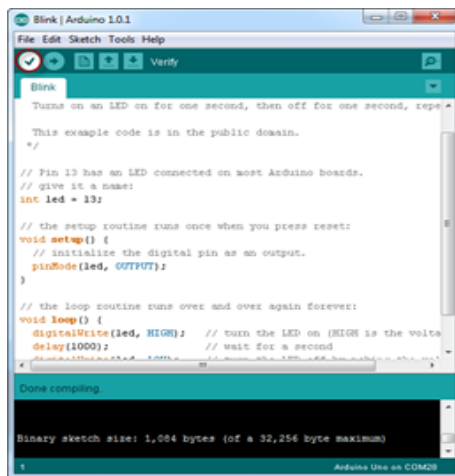 Blink | Arduino 1.0.1
File Edit Sketch Tools Help
Verify
Blink
Turns on an LED on for one second, then off for one second, repe
This example code is in the public domain.
*/
// Pin 13 has an LED connected on most Arduino boards.
// give it a name:
int led = 13;
// the setup routine runs once when you press reset:
void setup() {
// initialize the digital pin as an output.
pinMode(led, OUTPUT);
}
// the loop routine runs over and over again forever:
void loop() {
digitalWrite(led, HIGH); // turn the LED on (HIGH is the volta
delay(1000); // wait for a second
Done compiling.
Binary sketch size: 1,084 bytes (of a 32,256 byte maximum)
1 Arduino Uno on COM28